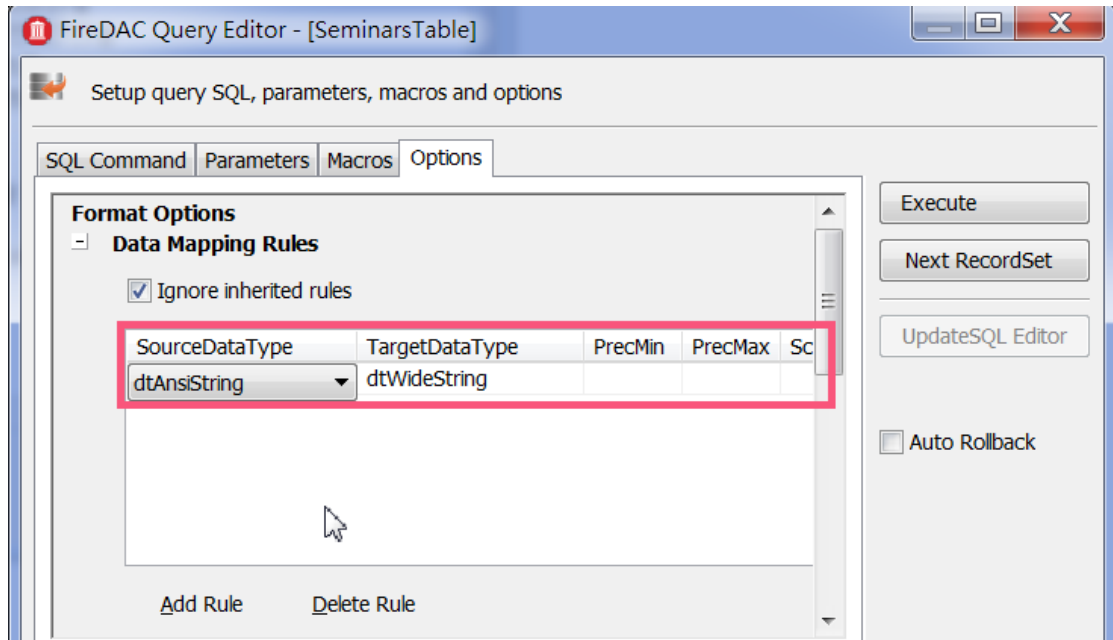 FireDAC Query Editor - [SeminarsTable]
Setup query SQL, parameters, macros and options
SQL Command Parameters Macros Options
Format Options
Data Mapping Rules
Ignore inherited rules
SourceDataType TargetDataType PrecMin PrecMax Sc
dtAnsiString dtWideString
Add Rule Delete Rule
Execute
Next RecordSet
UpdateSQL Editor
Auto Rollback